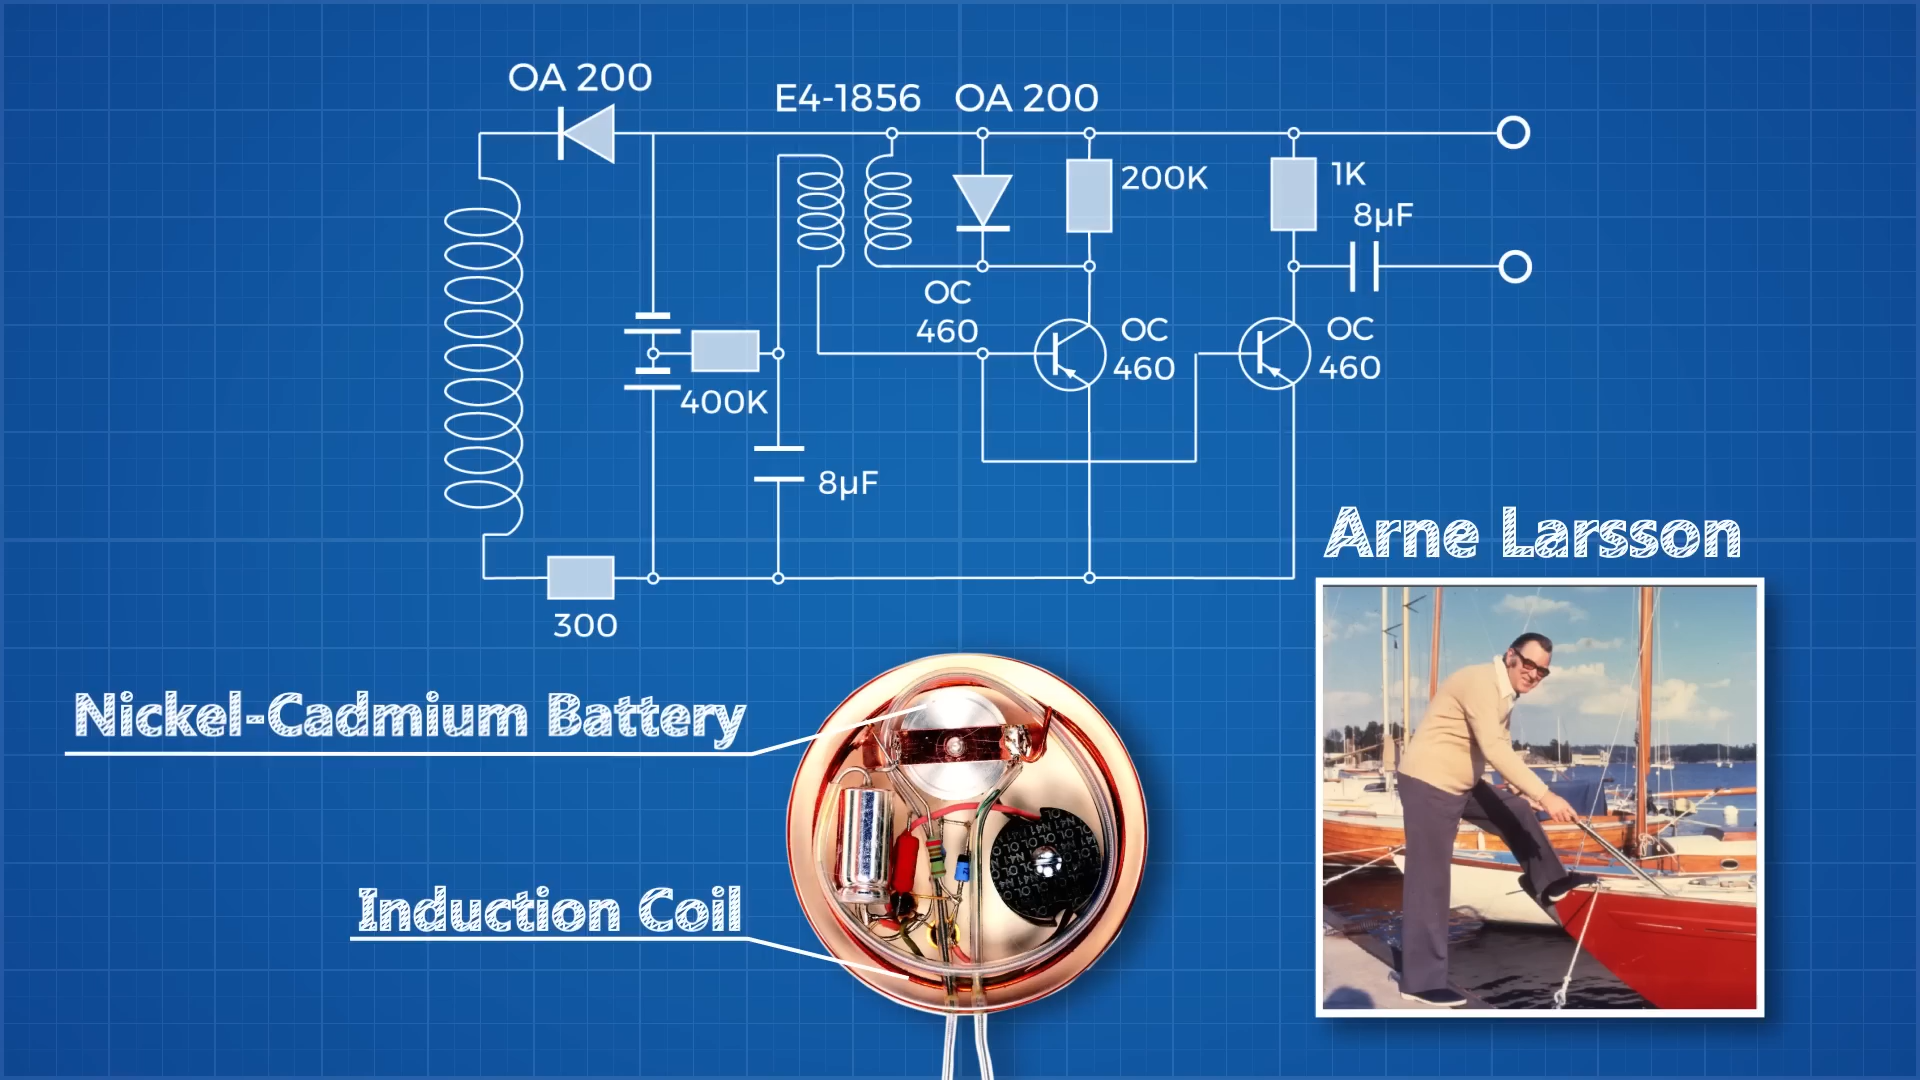 OA 200
E4-1856
OA 200
200K
1K
8µF
OC
460
OC
460
OC
460
400K
8µF
300
Arne Larsson
Nickel-Cadmium Battery
Induction Coil